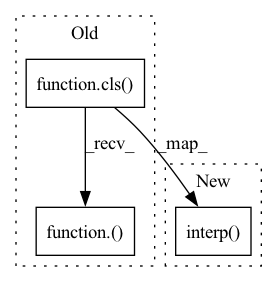 Old
function.cls()
_recv_
_map_
New
function.()
interp()